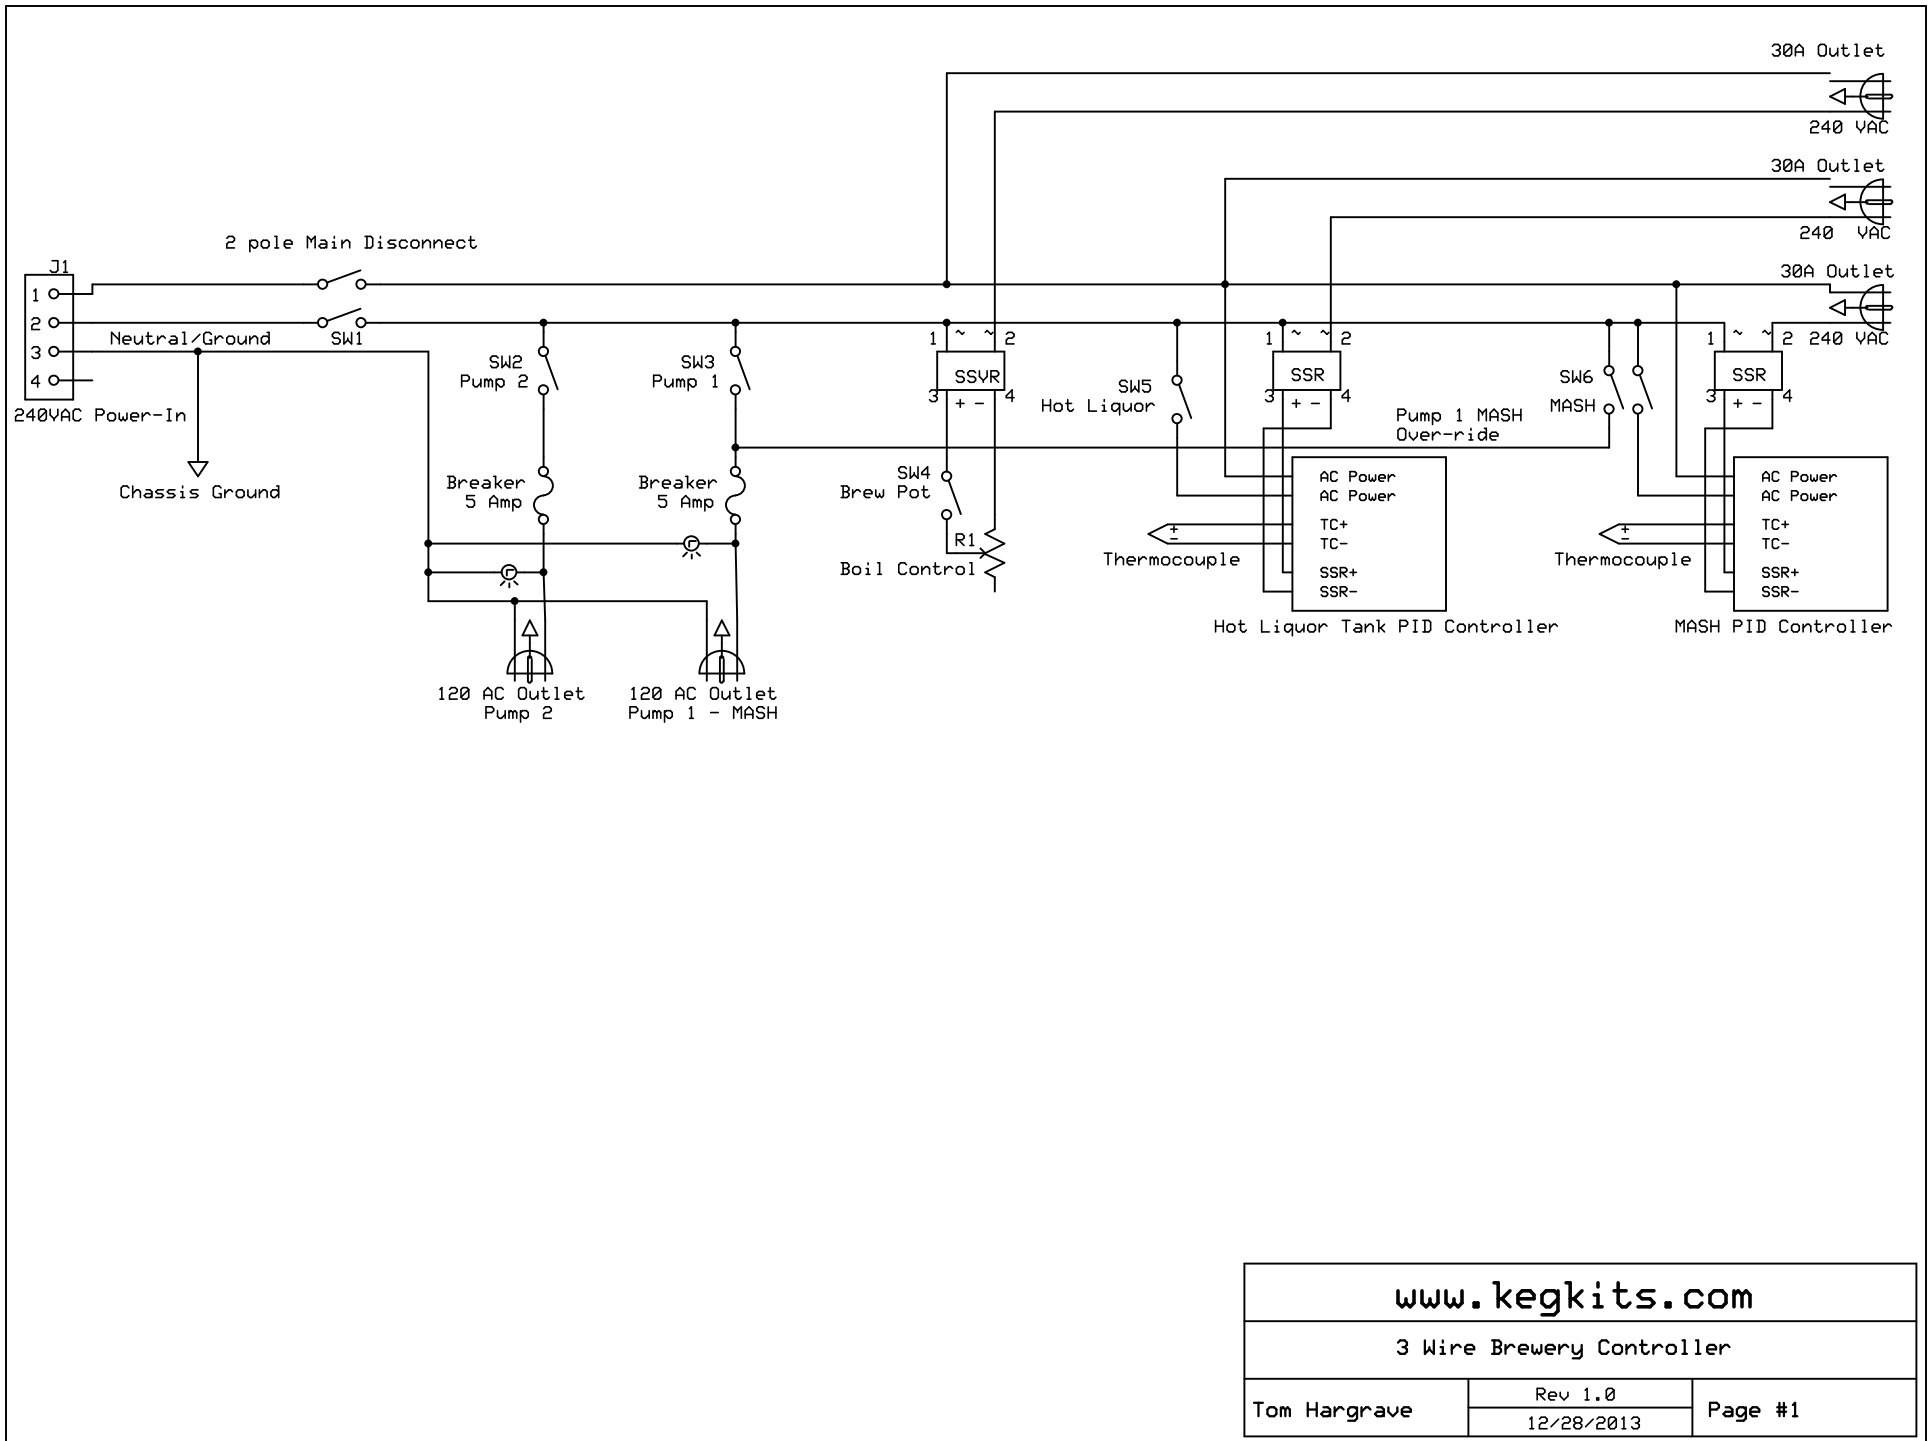 30A Outlet
240 VAC
30A Outlet
240 VAC
2 pole Main Disconnect
J1
30A Outlet
1
2
3
4
Neutral/Ground
SW1
240VAC Power-In
Chassis Ground
SW2
Pump 2
SW3
Pump 1
Breaker
5 Amp
Breaker
5 Amp
120 AC Outlet
Pump 2
120 AC Outlet
Pump 1 - MASH
1 ~ ~ 2
SSVR
3 + - 4
SW4
Brew Pot
R1
Boil Control
SW5
Hot Liquor
1 ~ ~ 2
SSR
3 + - 4
Pump 1 MASH
Over-ride
AC Power
AC Power
TC+
TC-
SSR+
SSR-
+
-
Thermocouple
Hot Liquor Tank PID Controller
SW6
MASH
1 ~ ~ 2 240 VAC
SSR
3 + - 4
AC Power
AC Power
TC+
TC-
SSR+
SSR-
+
-
Thermocouple
MASH PID Controller
www.kegkits.com
3 Wire Brewery Controller
Tom Hargrave
Rev 1.0
12/28/2013
Page #1